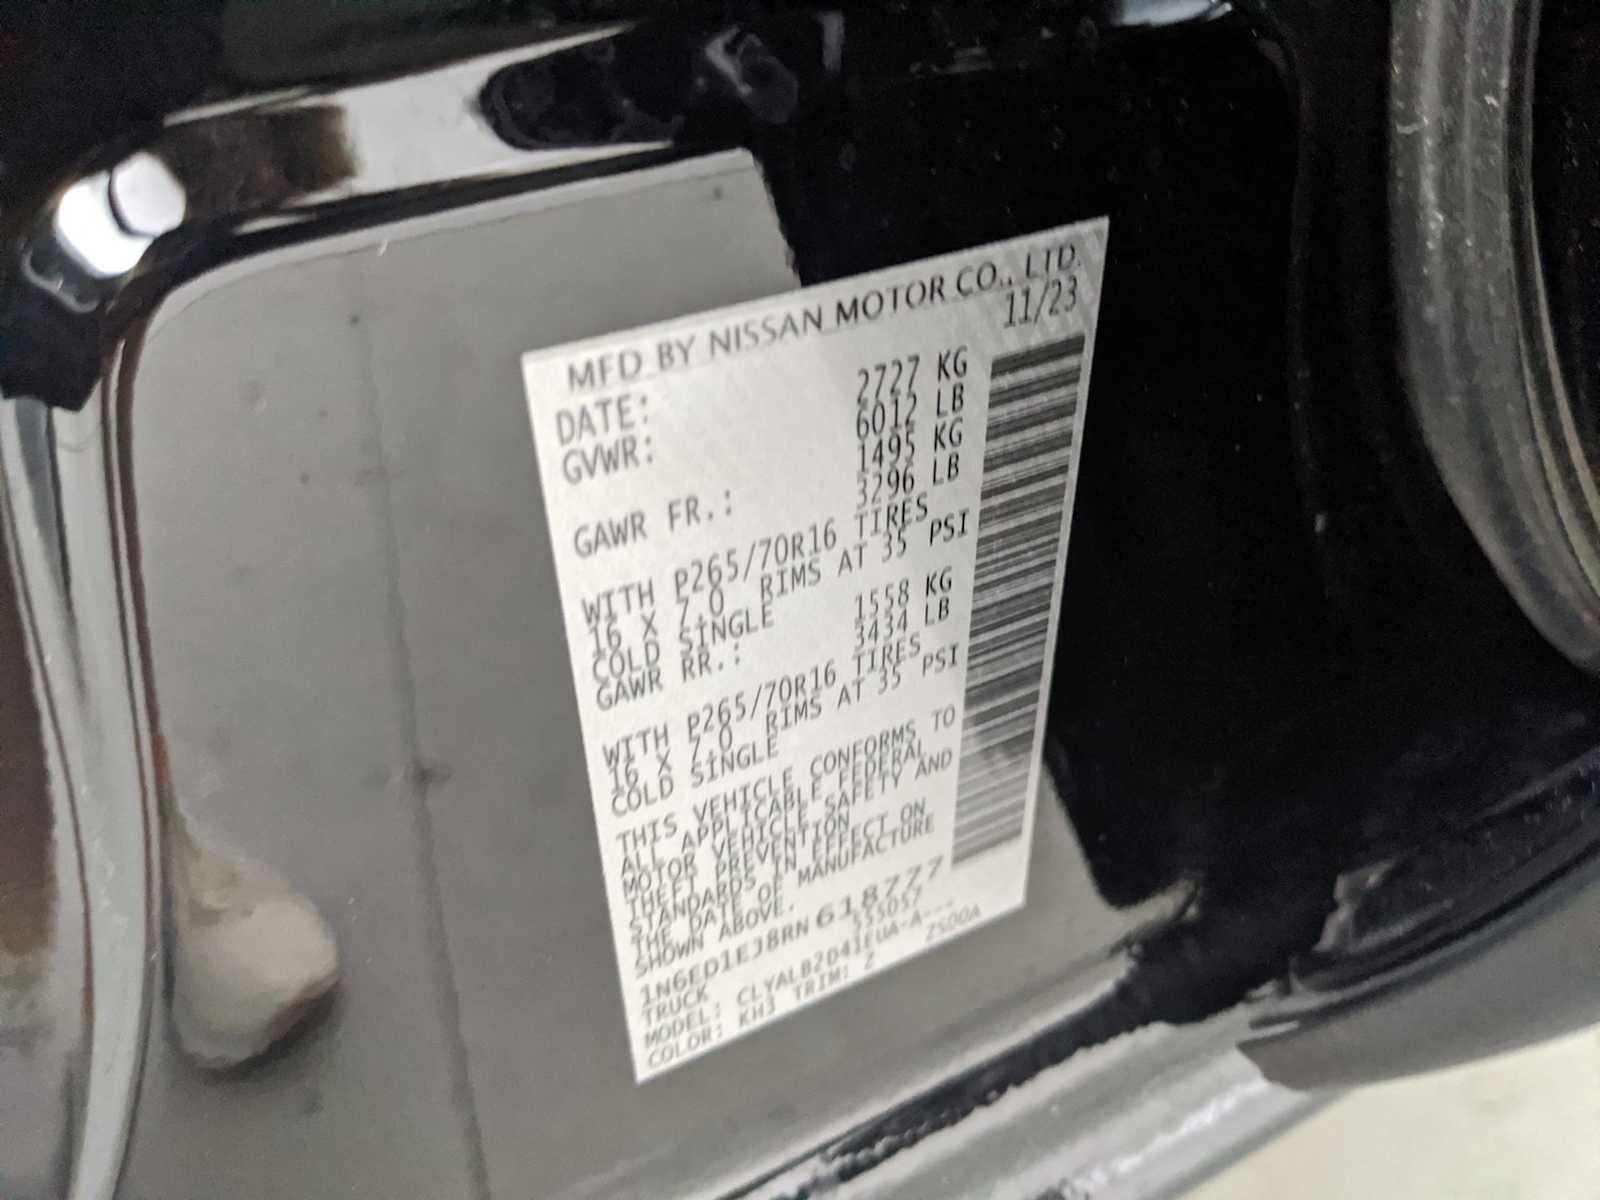 MFD BY NISSAN MOTOR CO., LTD.
DATE: 11/23
GVWR: 2727 KG
6012 LB
GAWR FR.: 1495 KG
3296 LB
WITH P265/70R16 TIRES
16 X 7.0 RIMS AT 35 PSI
COLD SINGLE
GAWR RR.: 1558 KG
3434 LB
WITH P265/70R16 TIRES
16 X 7.0 RIMS AT 35 PSI
COLD SINGLE
THIS VEHICLE CONFORMS TO
ALL APPLICABLE FEDERAL
MOTOR VEHICLE SAFETY AND
THEFT PREVENTION
STANDARDS IN EFFECT ON
THE DATE OF MANUFACTURE
SHOWN ABOVE.
1N6ED1EJ8RN 618777
TRUCK 555057
MODEL: CLYALB2D41EUA-A---
COLOR: KH3 TRIM: Z ZS00A